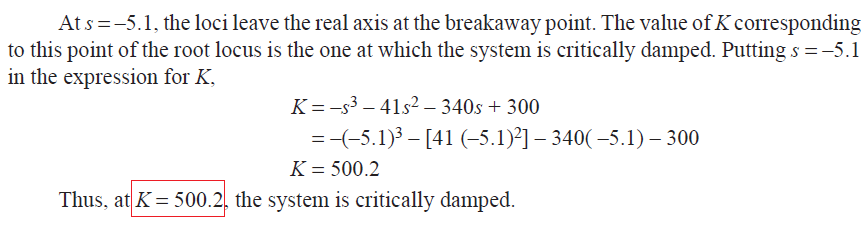 At s = –5.1, the loci leave the real axis at the breakaway point. The value of K corresponding
to this point of the root locus is the one at which the system is critically damped. Putting s = –5.1
in the expression for K,
K = –s³ – 41s² – 340s + 300
= –(–5.1)³ – [41 (–5.1)²] – 340( –5.1) – 300
K = 500.2
Thus, at K = 500.2, the system is critically damped.